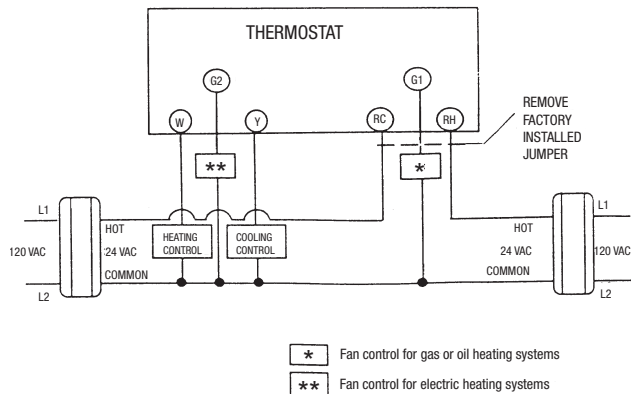 THERMOSTAT
G2
G1
W
Y
RC
RH
REMOVE
FACTORY
INSTALLED
JUMPER
**
*
L1
HOT
120 VAC
24 VAC
HEATING
CONTROL
COOLING
CONTROL
COMMON
L2
L1
HOT
24 VAC
120 VAC
COMMON
L2
* Fan control for gas or oil heating systems
** Fan control for electric heating systems